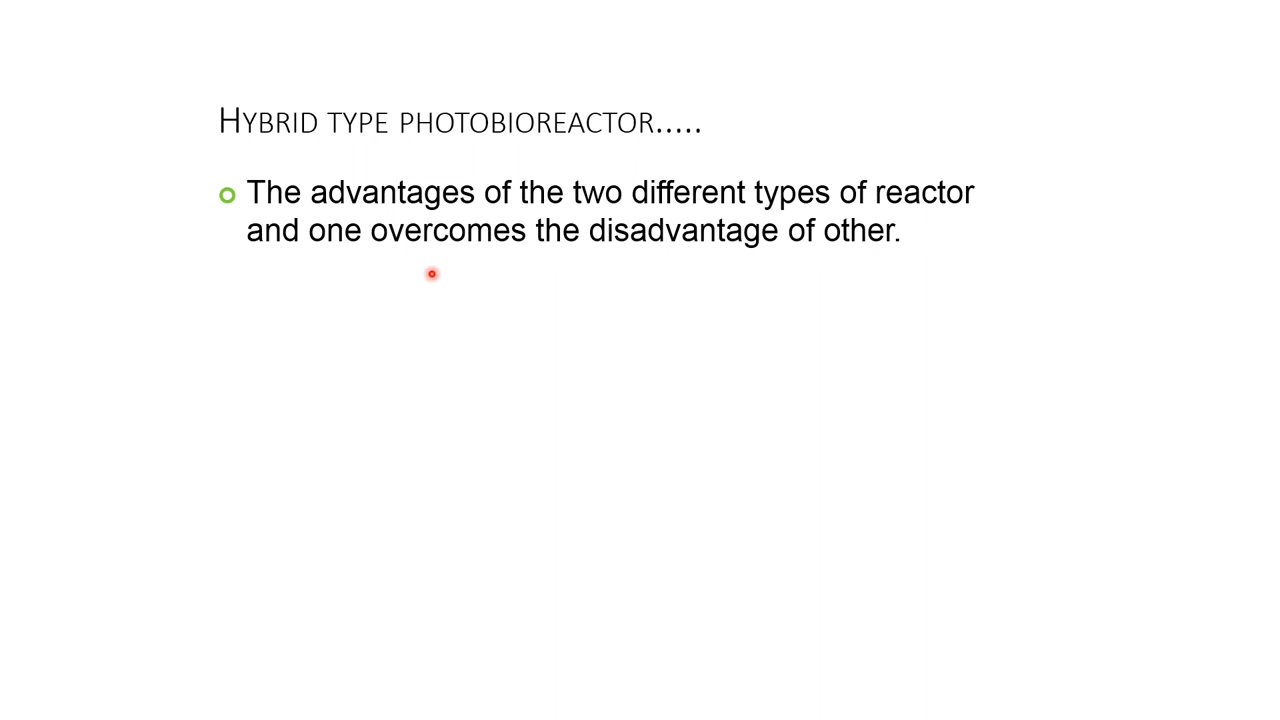 Hybrid type photobioreactor.....
The advantages of the two different types of reactor
and one overcomes the disadvantage of other.